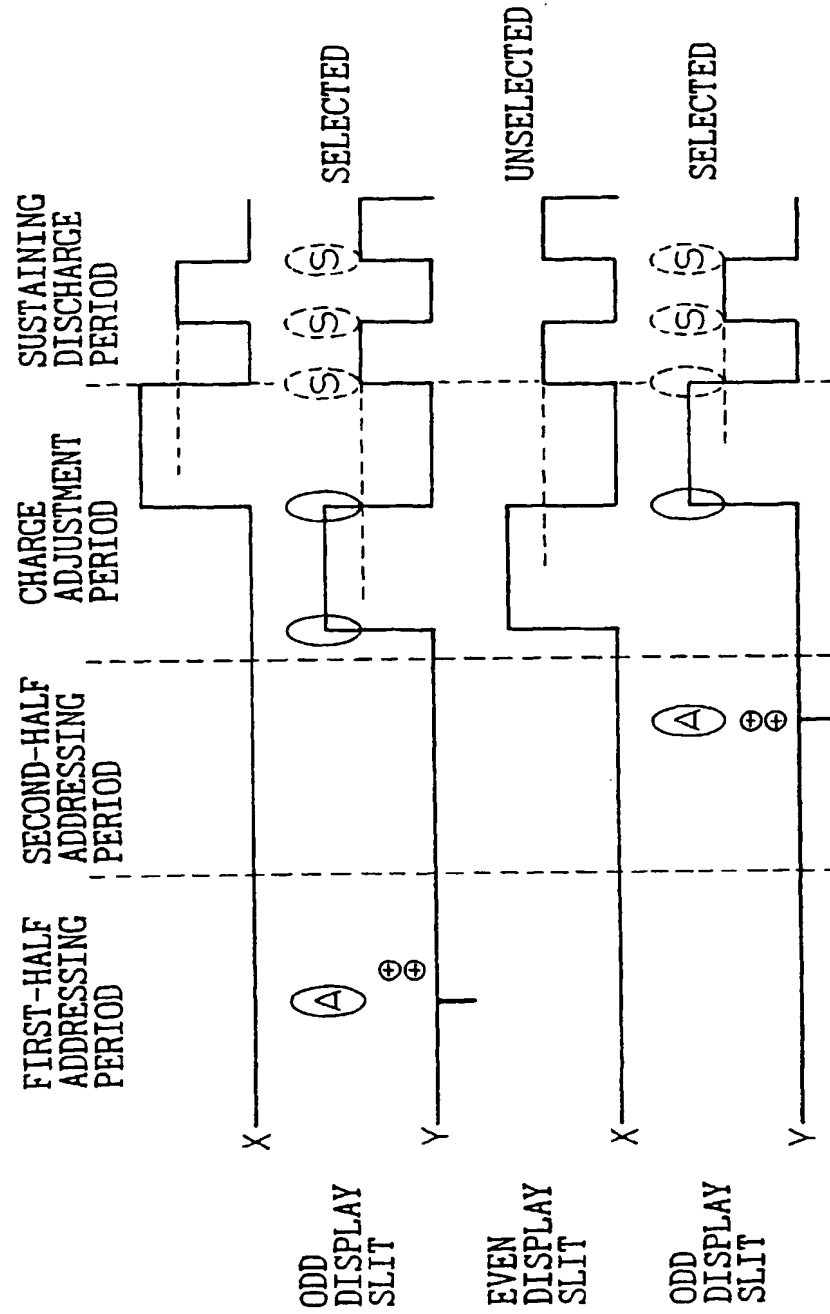 FIRST-HALF
ADDRESSING
PERIOD
SECOND-HALF
ADDRESSING
PERIOD
CHARGE
ADJUSTMENT
PERIOD
SUSTAINING
DISCHARGE
PERIOD
X
ODD
DISPLAY
SLIT
A
⊕
⊕
S
S
S
SELECTED
Y
EVEN
DISPLAY
SLIT
UNSELECTED
X
ODD
DISPLAY
SLIT
A
⊕
⊕
S
S
SELECTED
Y